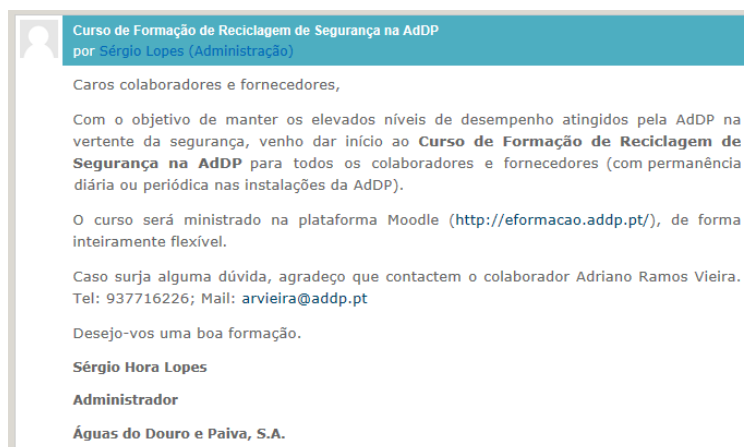 Curso de Formação de Reciclagem de Segurança na AdDP
por Sérgio Lopes (Administração)
Caros colaboradores e fornecedores,
Com o objetivo de manter os elevados níveis de desempenho atingidos pela AdDP na
vertente da segurança, venho dar início ao Curso de Formação de Reciclagem de
Segurança na AdDP para todos os colaboradores e fornecedores (com permanência
diária ou periódica nas instalações da AdDP).
O curso será ministrado na plataforma Moodle (http://eformacao.addp.pt/), de forma
inteiramente flexível.
Caso surja alguma dúvida, agradeço que contactem o colaborador Adriano Ramos Vieira.
Tel: 937716226; Mail: arvieira@addp.pt
Desejo-vos uma boa formação.
Sérgio Hora Lopes
Administrador
Águas do Douro e Paiva, S.A.